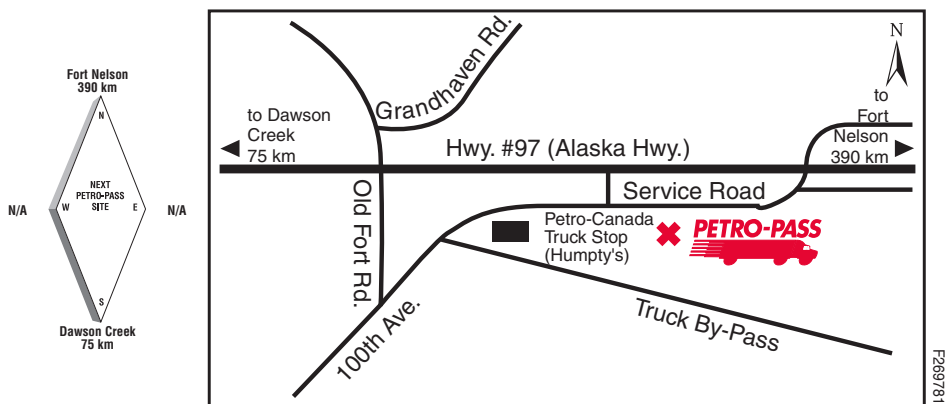 Fort Nelson
390 km
N
NEXT
PETRO-PASS
SITE
W
E
N/A
N/A
S
Dawson Creek
75 km
Grandhaven Rd.
N
to Dawson
Creek
75 km
Hwy. #97 (Alaska Hwy.)
to
Fort
Nelson
390 km
Old Fort Rd.
Service Road
Petro-Canada
Truck Stop
(Humpty's)
PETRO-PASS
100th Ave.
Truck By-Pass
F269781